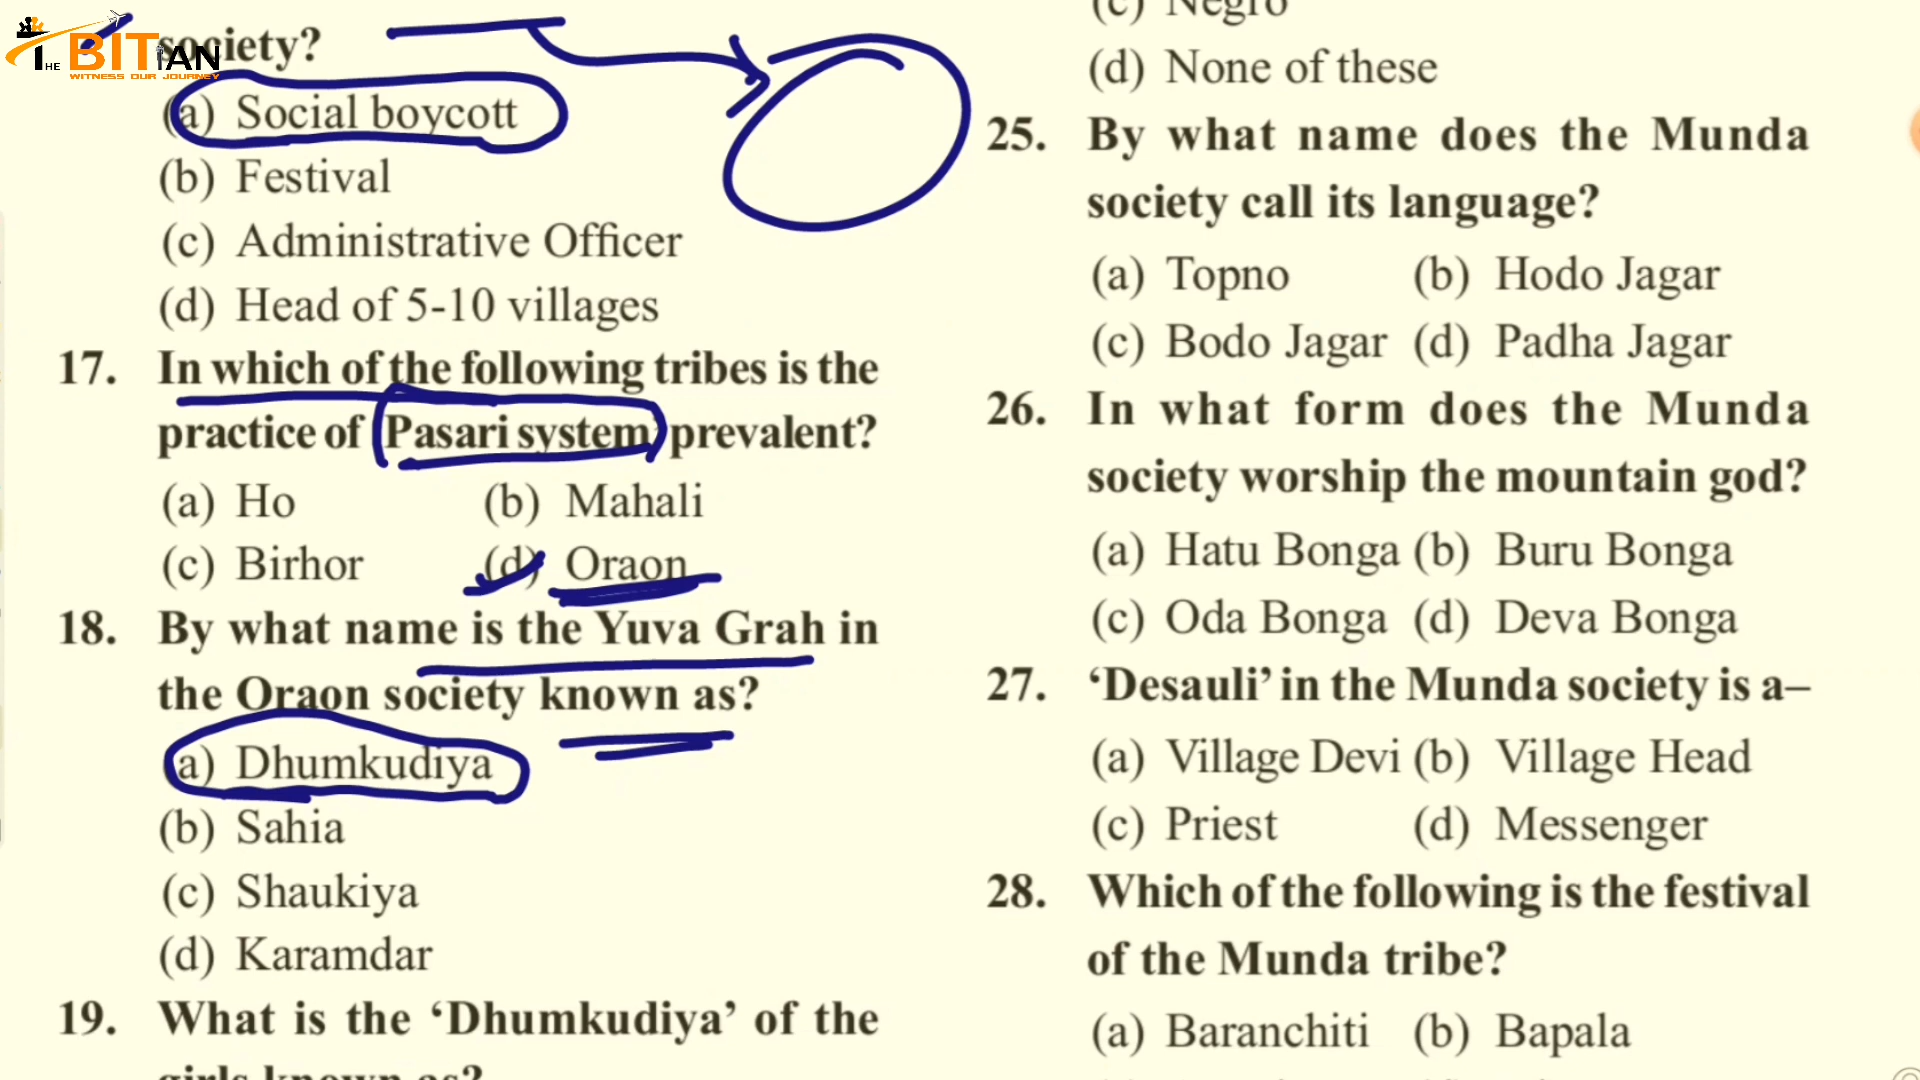 THE BITIAN
WITNESS OUR JOURNEY
society?
(a) Social boycott
(b) Festival
(c) Administrative Officer
(d) Head of 5-10 villages
17. In which of the following tribes is the
practice of Pasari system prevalent?
(a) Ho (b) Mahali
(c) Birhor (d) Oraon
18. By what name is the Yuva Grah in
the Oraon society known as?
(a) Dhumkudiya
(b) Sahia
(c) Shaukiya
(d) Karamdar
19. What is the ‘Dhumkudiya’ of the
girls known as?
(c) Negro
(d) None of these
25. By what name does the Munda
society call its language?
(a) Topno (b) Hodo Jagar
(c) Bodo Jagar (d) Padha Jagar
26. In what form does the Munda
society worship the mountain god?
(a) Hatu Bonga (b) Buru Bonga
(c) Oda Bonga (d) Deva Bonga
27. ‘Desauli’ in the Munda society is a–
(a) Village Devi (b) Village Head
(c) Priest (d) Messenger
28. Which of the following is the festival
of the Munda tribe?
(a) Baranchiti (b) Bapala